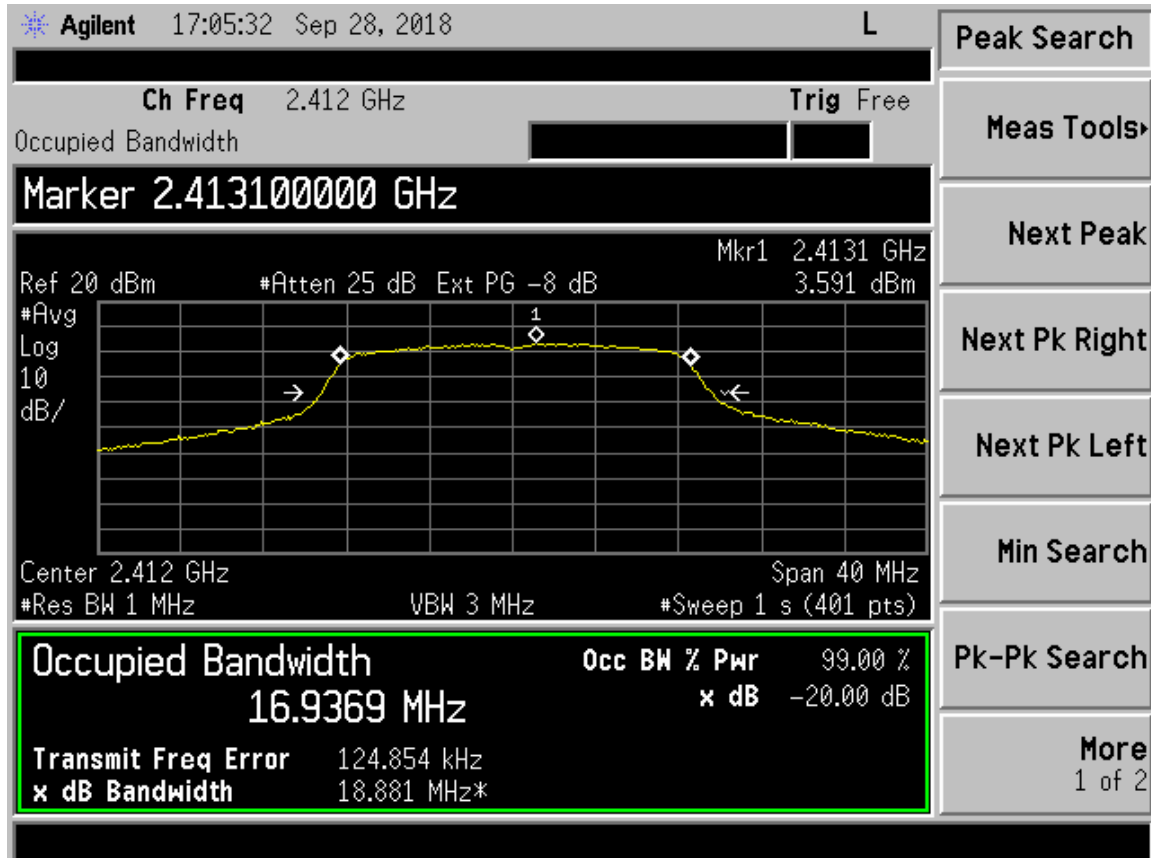 Agilent 17:05:32 Sep 28, 2018 L
Peak Search
Ch Freq 2.412 GHz Trig Free
Occupied Bandwidth
Meas Tools
Marker 2.413100000 GHz
Next Peak
Mkr1 2.4131 GHz
Ref 20 dBm #Atten 25 dB Ext PG -8 dB 3.591 dBm
#Avg
Log
10
dB/
1
Next Pk Right
Next Pk Left
Center 2.412 GHz Span 40 MHz
#Res BW 1 MHz VBW 3 MHz #Sweep 1 s (401 pts)
Min Search
Occupied Bandwidth Occ BW % Pwr 99.00 %
16.9369 MHz x dB -20.00 dB
Pk-Pk Search
Transmit Freq Error 124.854 kHz
x dB Bandwidth 18.881 MHz*
More
1 of 2